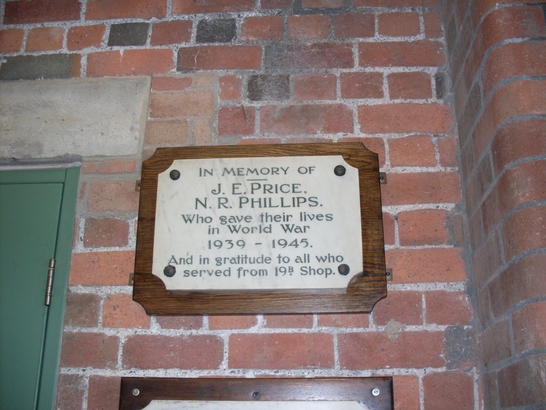 IN MEMORY OF
J. E. PRICE,
N. R. PHILLIPS.
Who gave their lives
in World War
1939 - 1945.
And in gratitude to all who
served from 19B Shop.